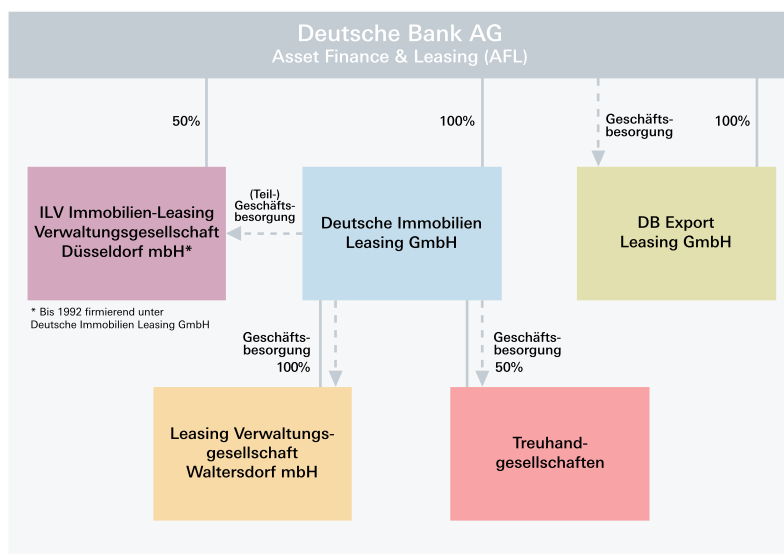 Deutsche Bank AG
Asset Finance & Leasing (AFL)
50%
100%
Geschäfts-
besorgung
100%
ILV Immobilien-Leasing
Verwaltungsgesellschaft
Düsseldorf mbH*
(Teil-)
Geschäfts-
besorgung
Deutsche Immobilien
Leasing GmbH
DB Export
Leasing GmbH
* Bis 1992 firmierend unter
Deutsche Immobilien Leasing GmbH
Geschäfts-
besorgung
100%
Geschäfts-
besorgung
50%
Leasing Verwaltungs-
gesellschaft
Waltersdorf mbH
Treuhand-
gesellschaften